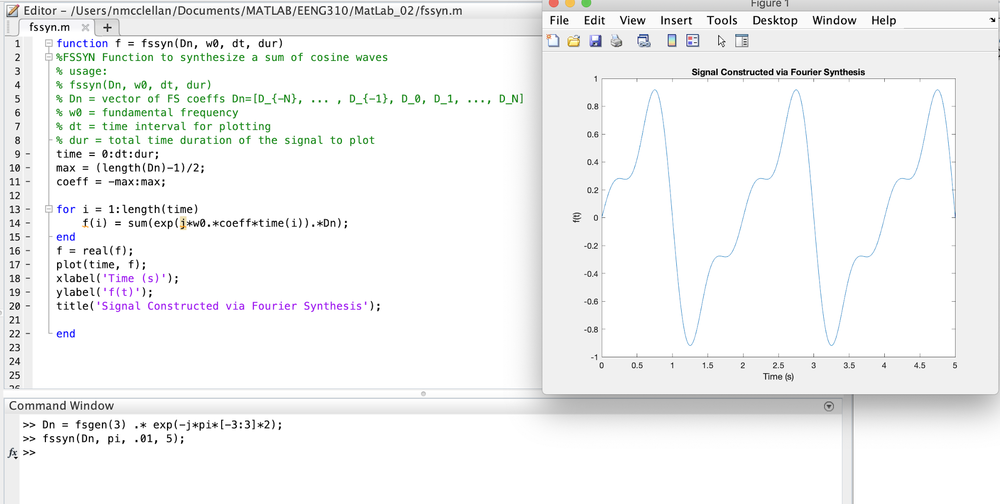 Editor – /Users/nmcclellan/Documents/MATLAB/EENG310/MatLab_02/fssyn.m
fssyn.m × +
1 function f = fssyn(Dn, w0, dt, dur)
2 %FSSYN Function to synthesize a sum of cosine waves
3 % usage:
4 % fssyn(Dn, w0, dt, dur)
5 % Dn = vector of FS coeffs Dn=[D_{-N}, ... , D_{-1}, D_0, D_1, ..., D_N]
6 % w0 = fundamental frequency
7 % dt = time interval for plotting
8 % dur = total time duration of the signal to plot
9 – time = 0:dt:dur;
10 – max = (length(Dn)-1)/2;
11 – coeff = -max:max;
12
13 – for i = 1:length(time)
14 – f(i) = sum(exp(j*w0.*coeff*time(i)).*Dn);
15 – end
16 – f = real(f);
17 – plot(time, f);
18 – xlabel('Time (s)');
19 – ylabel('f(t)');
20 – title('Signal Constructed via Fourier Synthesis');
21
22 – end
23
24
25
26
Figure 1
File Edit View Insert Tools Desktop Window Help
Signal Constructed via Fourier Synthesis
1
0.8
0.6
0.4
0.2
0
-0.2
-0.4
-0.6
-0.8
-1
f(t)
0 0.5 1 1.5 2 2.5 3 3.5 4 4.5 5
Time (s)
Command Window
>> Dn = fsgen(3) .* exp(-j*pi*[-3:3]*2);
>> fssyn(Dn, pi, .01, 5);
fx >>